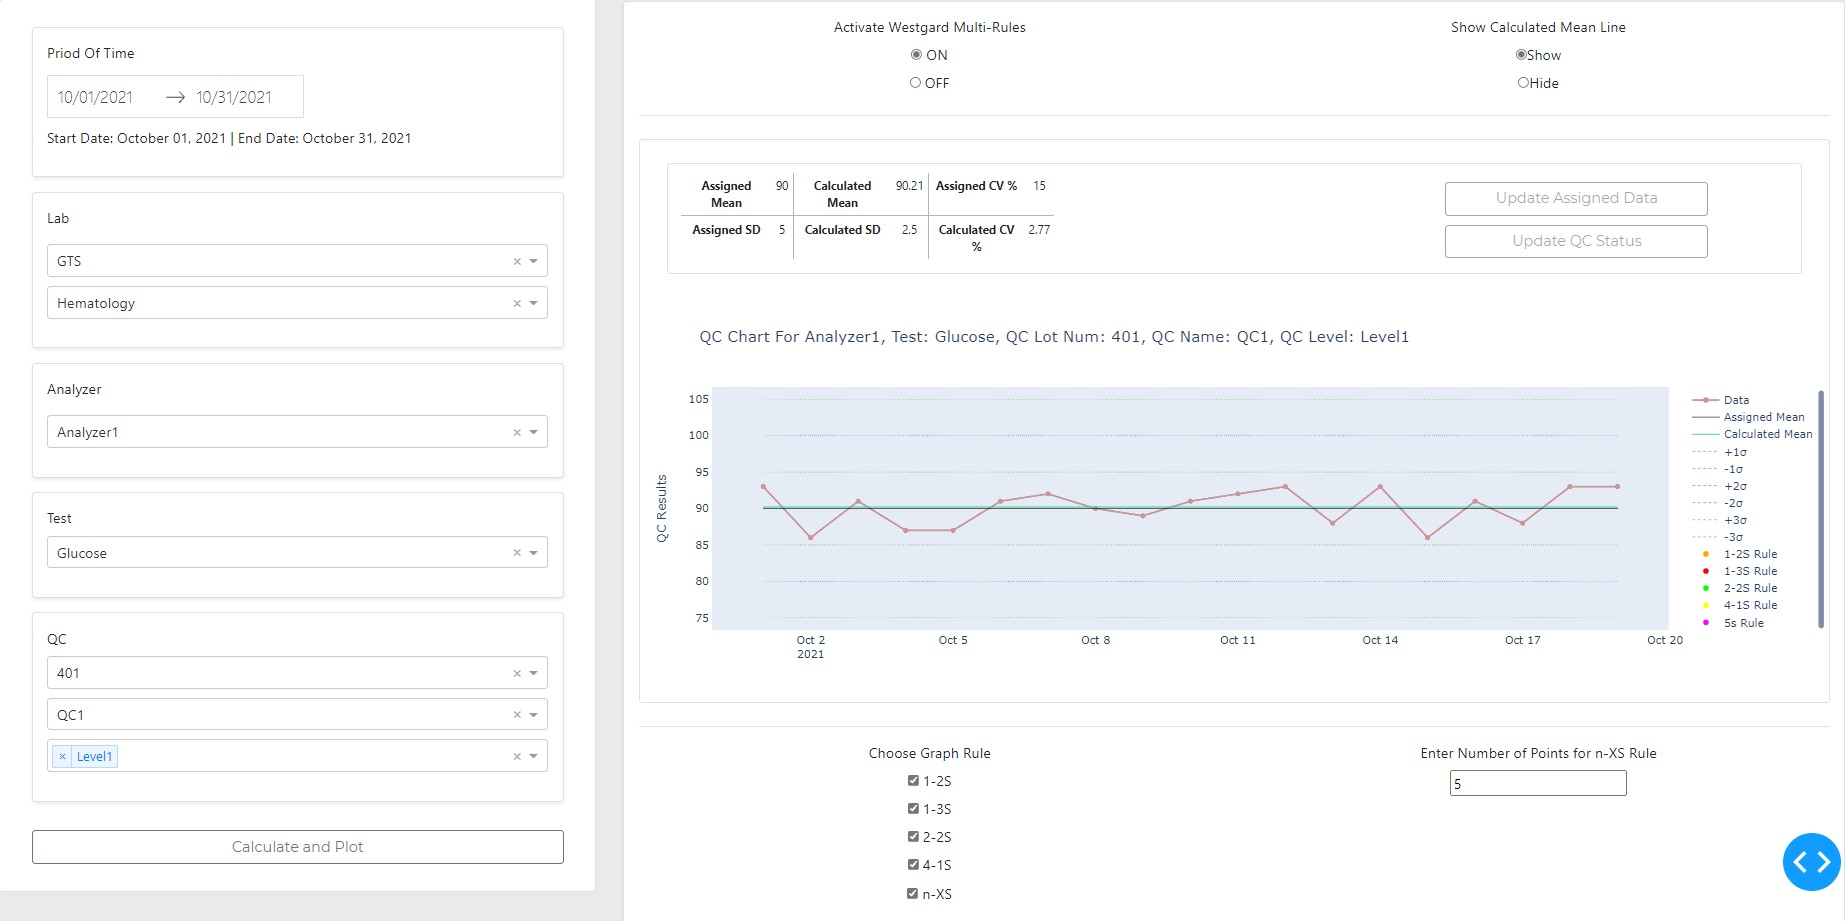 Priod Of Time
10/01/2021 → 10/31/2021
Start Date: October 01, 2021 | End Date: October 31, 2021
Lab
GTS
Hematology
Analyzer
Analyzer1
Test
Glucose
QC
401
QC1
× Level1
Calculate and Plot
Activate Westgard Multi-Rules
ON
OFF
Show Calculated Mean Line
Show
Hide
Assigned Mean 90 Calculated Mean 90.21 Assigned CV % 15
Assigned SD 5 Calculated SD 2.5 Calculated CV % 2.77
Update Assigned Data
Update QC Status
QC Chart For Analyzer1, Test: Glucose, QC Lot Num: 401, QC Name: QC1, QC Level: Level1
QC Results
105
100
95
90
85
80
75
Oct 2 Oct 5 Oct 8 Oct 11 Oct 14 Oct 17 Oct 20
2021
Data
Assigned Mean
Calculated Mean
+1σ
-1σ
+2σ
-2σ
+3σ
-3σ
1-2S Rule
1-3S Rule
2-2S Rule
4-1S Rule
5s Rule
Choose Graph Rule
1-2S
1-3S
2-2S
4-1S
n-XS
Enter Number of Points for n-XS Rule
5